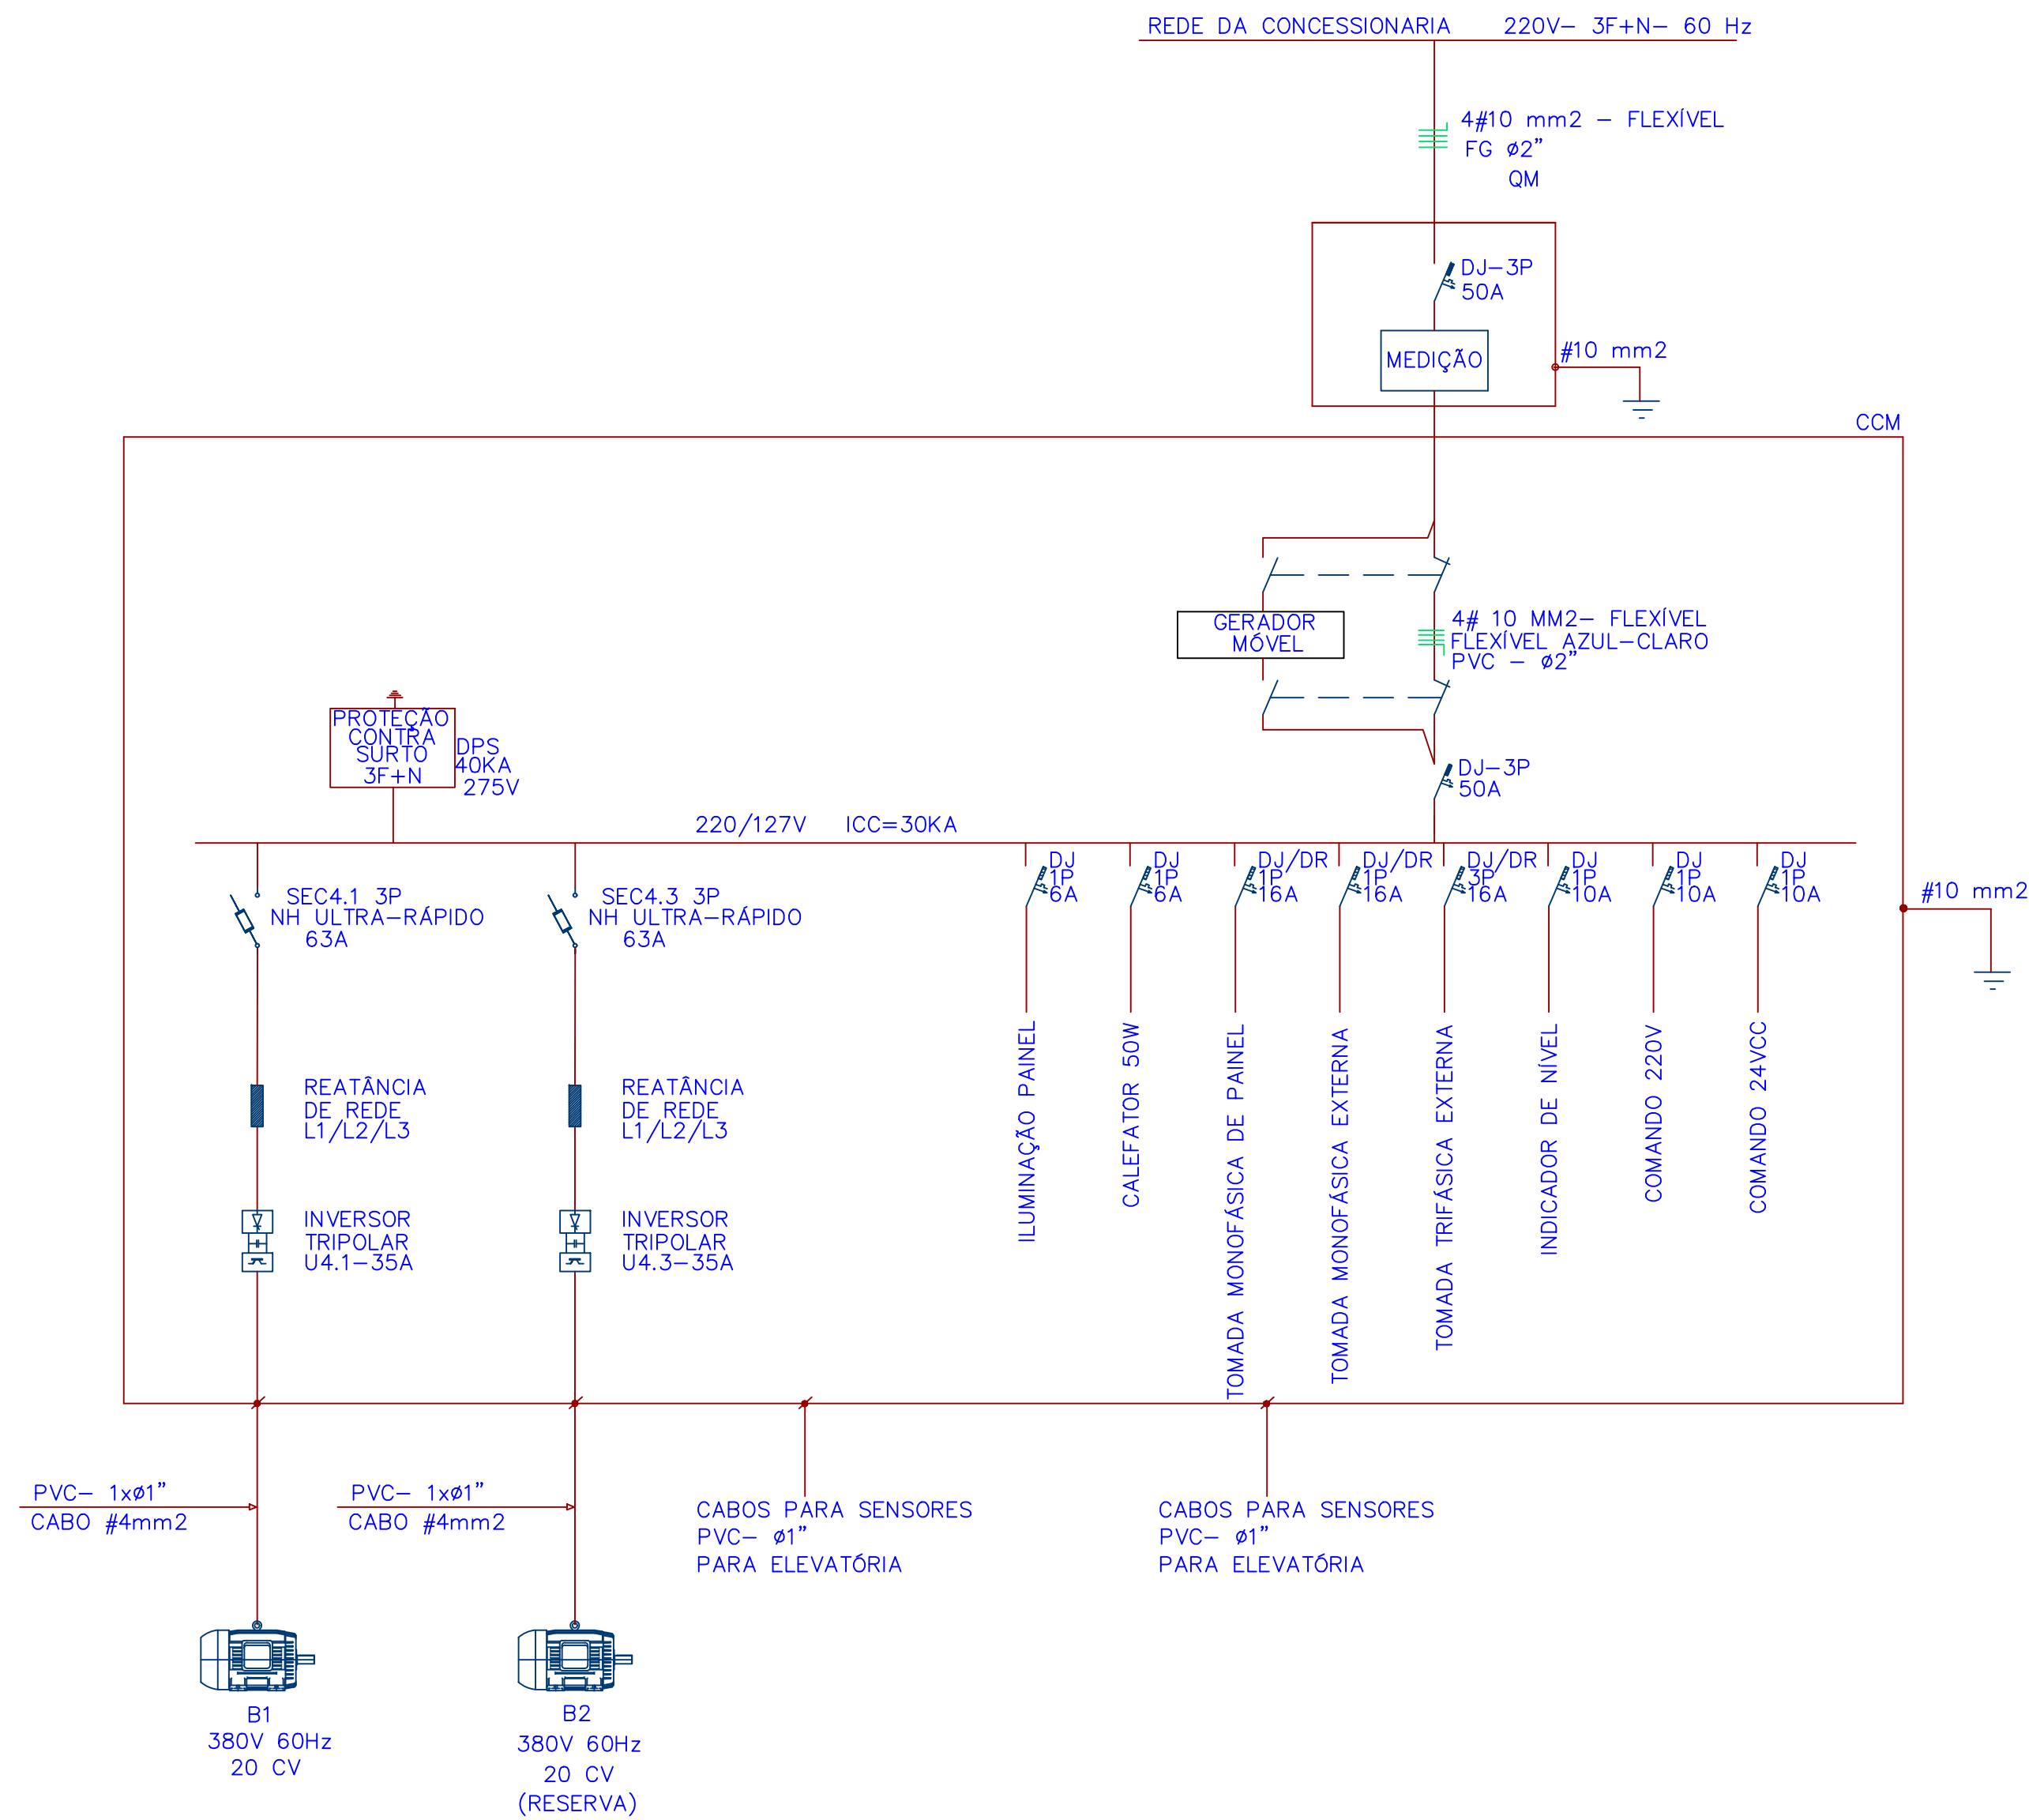 REDE DA CONCESSIONARIA 220V- 3F+N- 60 Hz
4#10 mm2 - FLEXÍVEL
FG ø2"
QM
DJ-3P
50A
MEDIÇÃO
#10 mm2
CCM
GERADOR
MÓVEL
4# 10 MM2- FLEXÍVEL
FLEXÍVEL AZUL-CLARO
PVC - ø2"
PROTEÇÃO
CONTRA
SURTO
3F+N
DPS
40KA
275V
DJ-3P
50A
220/127V ICC=30KA
SEC4.1 3P
NH ULTRA-RÁPIDO
63A
SEC4.3 3P
NH ULTRA-RÁPIDO
63A
DJ
1P
6A
DJ
1P
6A
DJ/DR
1P
16A
DJ/DR
1P
16A
DJ/DR
3P
16A
DJ
1P
10A
DJ
1P
10A
DJ
1P
10A
#10 mm2
ILUMINAÇÃO PAINEL
CALEFATOR 50W
TOMADA MONOFÁSICA DE PAINEL
TOMADA MONOFÁSICA EXTERNA
TOMADA TRIFÁSICA EXTERNA
INDICADOR DE NÍVEL
COMANDO 220V
COMANDO 24VCC
REATÂNCIA
DE REDE
L1/L2/L3
REATÂNCIA
DE REDE
L1/L2/L3
INVERSOR
TRIPOLAR
U4.1-35A
INVERSOR
TRIPOLAR
U4.3-35A
PVC- 1xø1"
CABO #4mm2
PVC- 1xø1"
CABO #4mm2
CABOS PARA SENSORES
PVC- ø1"
PARA ELEVATÓRIA
CABOS PARA SENSORES
PVC- ø1"
PARA ELEVATÓRIA
B1
380V 60Hz
20 CV
B2
380V 60Hz
20 CV
(RESERVA)